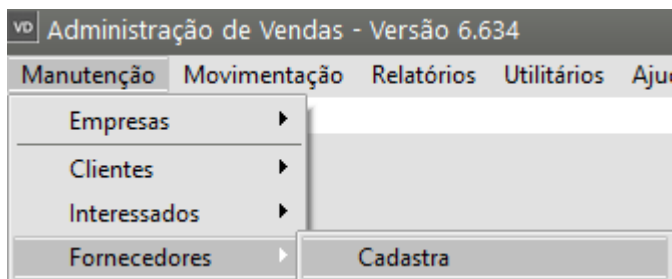 VD Administração de Vendas - Versão 6.634
Manutenção Movimentação Relatórios Utilitários
Empresas
Clientes
Interessados
Fornecedores Cadastra